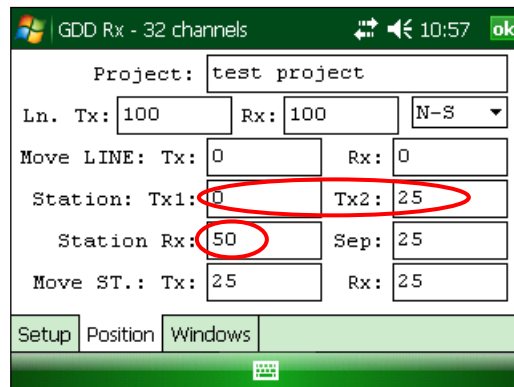 GDD Rx - 32 channels 10:57 ok
Project: test project
Ln. Tx: 100 Rx: 100 N-S
Move LINE: Tx: 0 Rx: 0
Station: Tx1: 0 Tx2: 25
Station Rx: 50 Sep: 25
Move ST.: Tx: 25 Rx: 25
Setup Position Windows